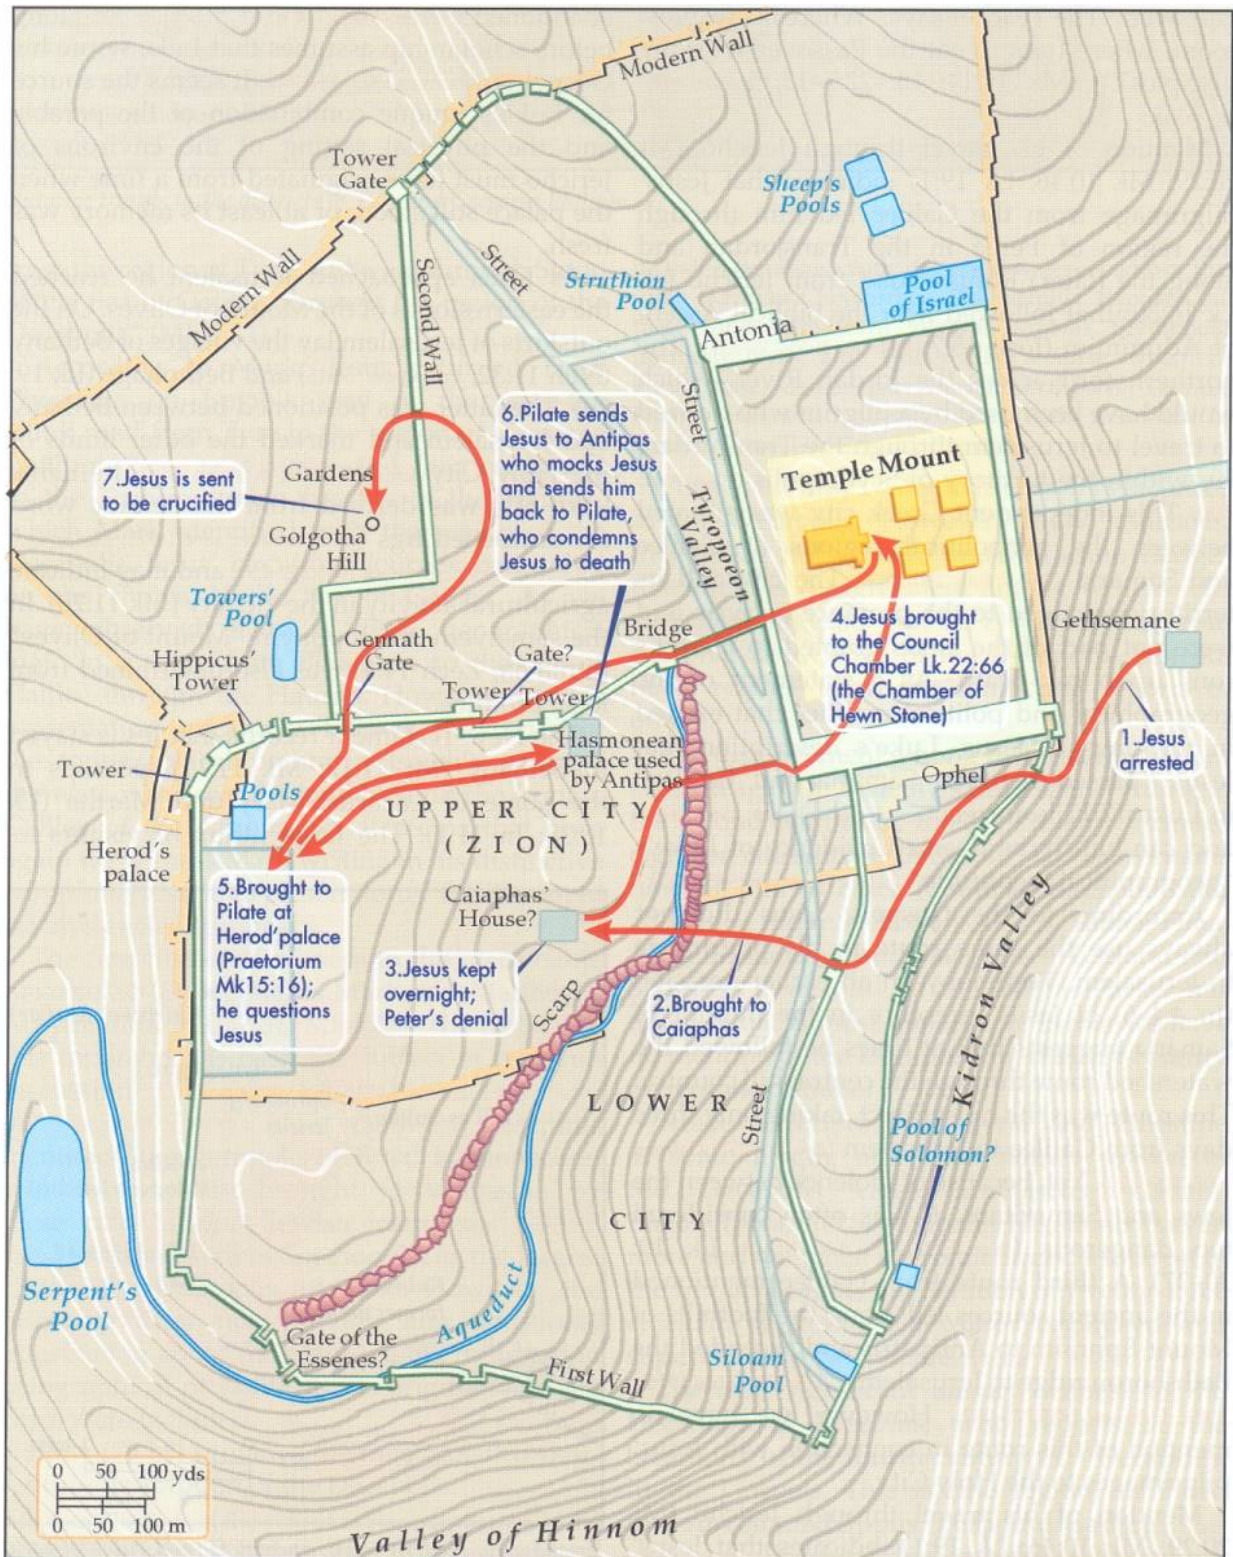 Modern Wall
Tower
Gate
Sheep's
Pools
Street
Struthion
Pool
Pool
of Israel
Modern Wall
Second Wall
Antonia
Street
6.Pilate sends
Jesus to Antipas
who mocks Jesus
and sends him
back to Pilate,
who condemns
Jesus to death
Temple Mount
7.Jesus is sent
to be crucified
Gardens
Golgotha
Hill
Tyropoeon
Valley
Towers'
Pool
Gennath
Gate
Bridge
4.Jesus brought
to the Council
Chamber Lk.22:66
(the Chamber of
Hewn Stone)
Gethsemane
Hippicus'
Tower
Gate?
Tower
Tower
1.Jesus
arrested
Tower
Hasmonean
palace used
by Antipas
Ophel
Pools
UPPER CITY
(ZION)
Herod's
palace
5.Brought to
Pilate at
Herod'palace
(Praetorium
Mk15:16);
he questions
Jesus
Caiaphas'
House?
3.Jesus kept
overnight;
Peter's denial
Scarp
2.Brought to
Caiaphas
Kidron Valley
LOWER
CITY
Street
Pool of
Solomon?
Serpent's
Pool
Aqueduct
Gate of the
Essenes?
First Wall
Siloam
Pool
0 50 100 yds
0 50 100 m
Valley of Hinnom